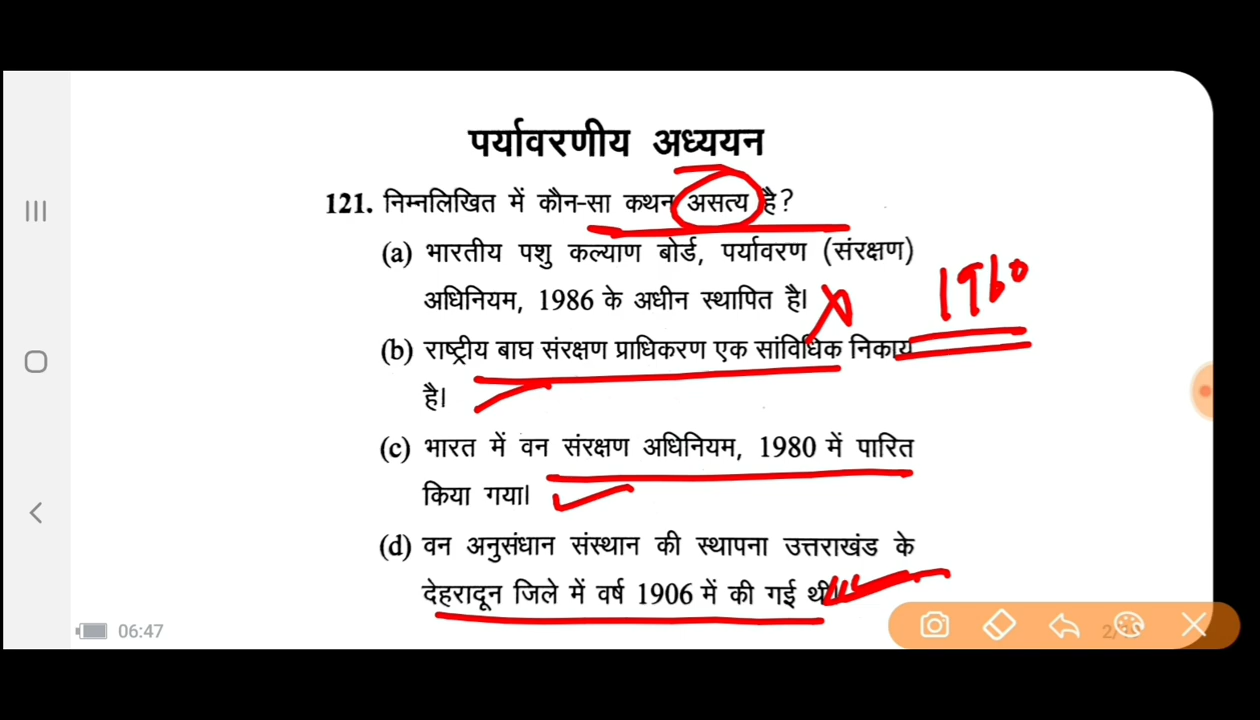 पर्यावरणीय अध्ययन
121. निम्नलिखित में कौन-सा कथन असत्य है?
(a) भारतीय पशु कल्याण बोर्ड, पर्यावरण (संरक्षण)
अधिनियम, 1986 के अधीन स्थापित है।
1960
(b) राष्ट्रीय बाघ संरक्षण प्राधिकरण एक सांविधिक निकाय
है।
(c) भारत में वन संरक्षण अधिनियम, 1980 में पारित
किया गया।
(d) वन अनुसंधान संस्थान की स्थापना उत्तराखंड के
देहरादून जिले में वर्ष 1906 में की गई थी।
06:47